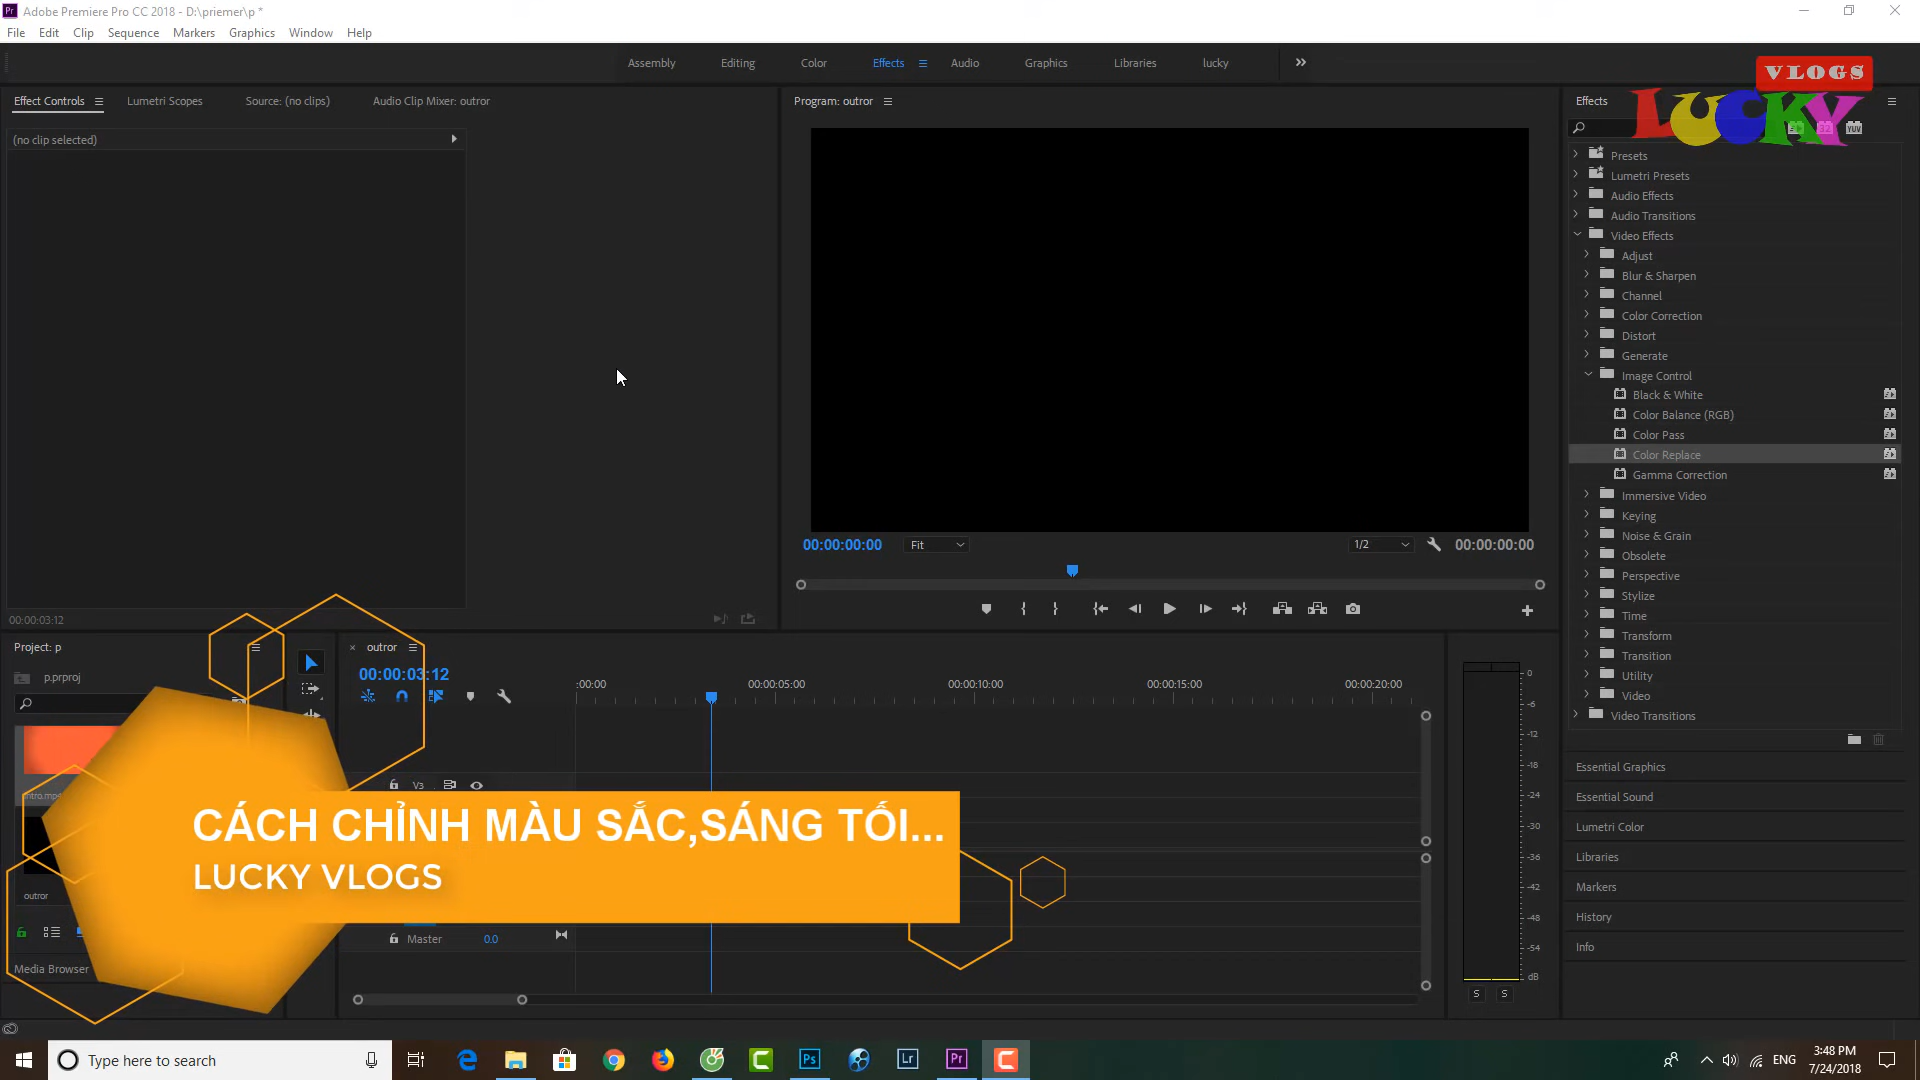 Adobe Premiere Pro CC 2018 - D:\priemer\p *
File Edit Clip Sequence Markers Graphics Window Help
Assembly Editing Color Effects Audio Graphics Libraries lucky
VLOGS
LUCKY
Effect Controls Lumetri Scopes Source: (no clips) Audio Clip Mixer: outror
(no clip selected)
00:00:03:12
Program: outror
00:00:00:00 Fit 1/2 00:00:00:00
Effects
32 YUV
Presets
Lumetri Presets
Audio Effects
Audio Transitions
Video Effects
Adjust
Blur & Sharpen
Channel
Color Correction
Distort
Generate
Image Control
Black & White
Color Balance (RGB)
Color Pass
Color Replace
Gamma Correction
Immersive Video
Keying
Noise & Grain
Obsolete
Perspective
Stylize
Time
Transform
Transition
Utility
Video
Video Transitions
Essential Graphics
Essential Sound
Lumetri Color
Libraries
Markers
History
Info
Project: p
p.prproj
outror
Media Browser
outror
00:00:03:12
:00:00 00:00:05:00 00:00:10:00 00:00:15:00 00:00:20:00
V3
Master 0.0
0
-6
-12
-18
-24
-30
-36
-42
-48
-54
dB
S S
CÁCH CHỈNH MÀU SẮC,SÁNG TỐI...
LUCKY VLOGS
Type here to search
Ps Lr Pr
ENG
3:48 PM
7/24/2018